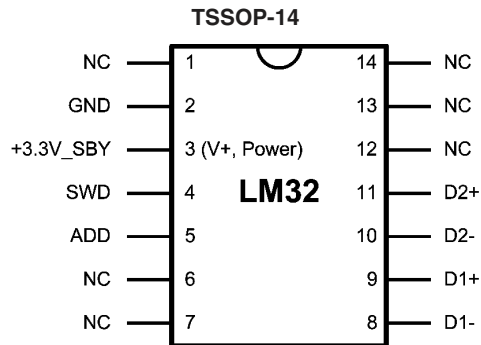 TSSOP-14
NC 1 14 NC
GND 2 13 NC
+3.3V_SBY 3 (V+, Power) 12 NC
SWD 4 LM32 11 D2+
ADD 5 10 D2-
NC 6 9 D1+
NC 7 8 D1-